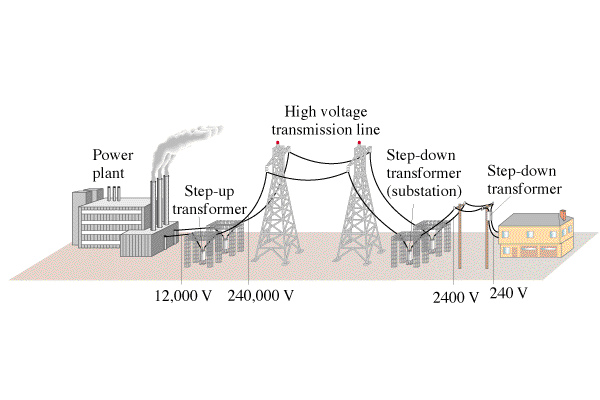 High voltage
transmission line
Power
plant
Step-up
transformer
Step-down
transformer
(substation)
Step-down
transformer
12,000 V
240,000 V
2400 V
240 V